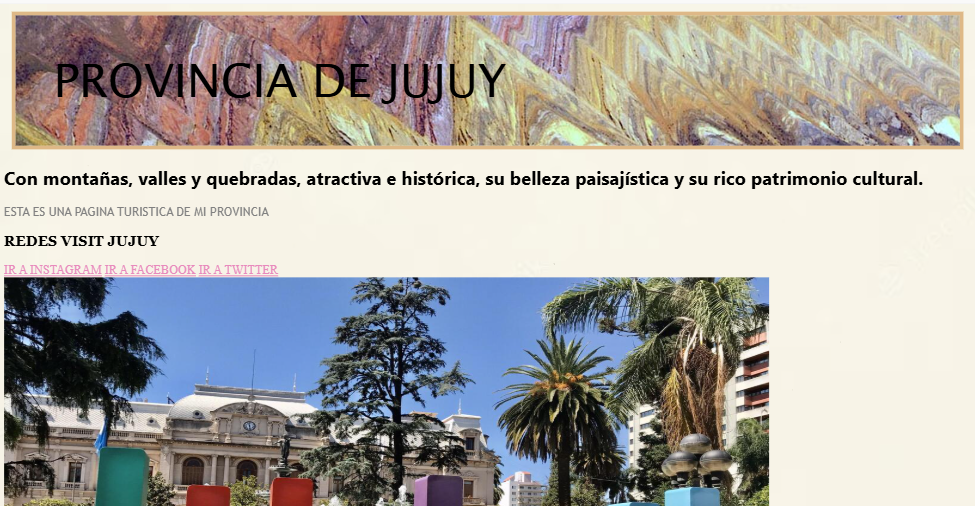 PROVINCIA DE JUJUY
Con montañas, valles y quebradas, atractiva e histórica, su belleza paisajística y su rico patrimonio cultural.
ESTA ES UNA PAGINA TURISTICA DE MI PROVINCIA
REDES VISIT JUJUY
IR A INSTAGRAM IR A FACEBOOK IR A TWITTER